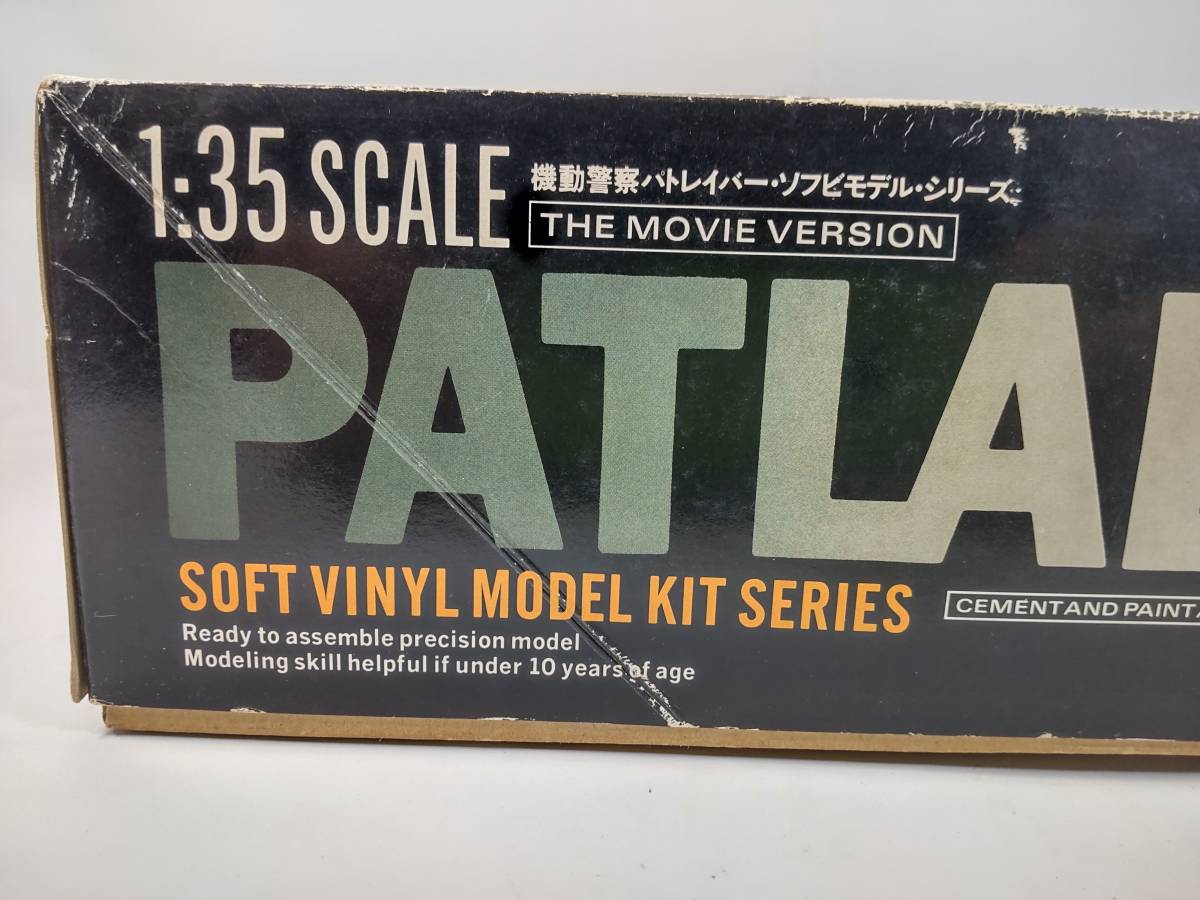 1:35 SCALE
機動警察パトレイバー・ソフビモデル・シリーズ
THE MOVIE VERSION
PATLA
SOFT VINYL MODEL KIT SERIES
CEMENT AND PAINT
Ready to assemble precision model
Modeling skill helpful if under 10 years of age